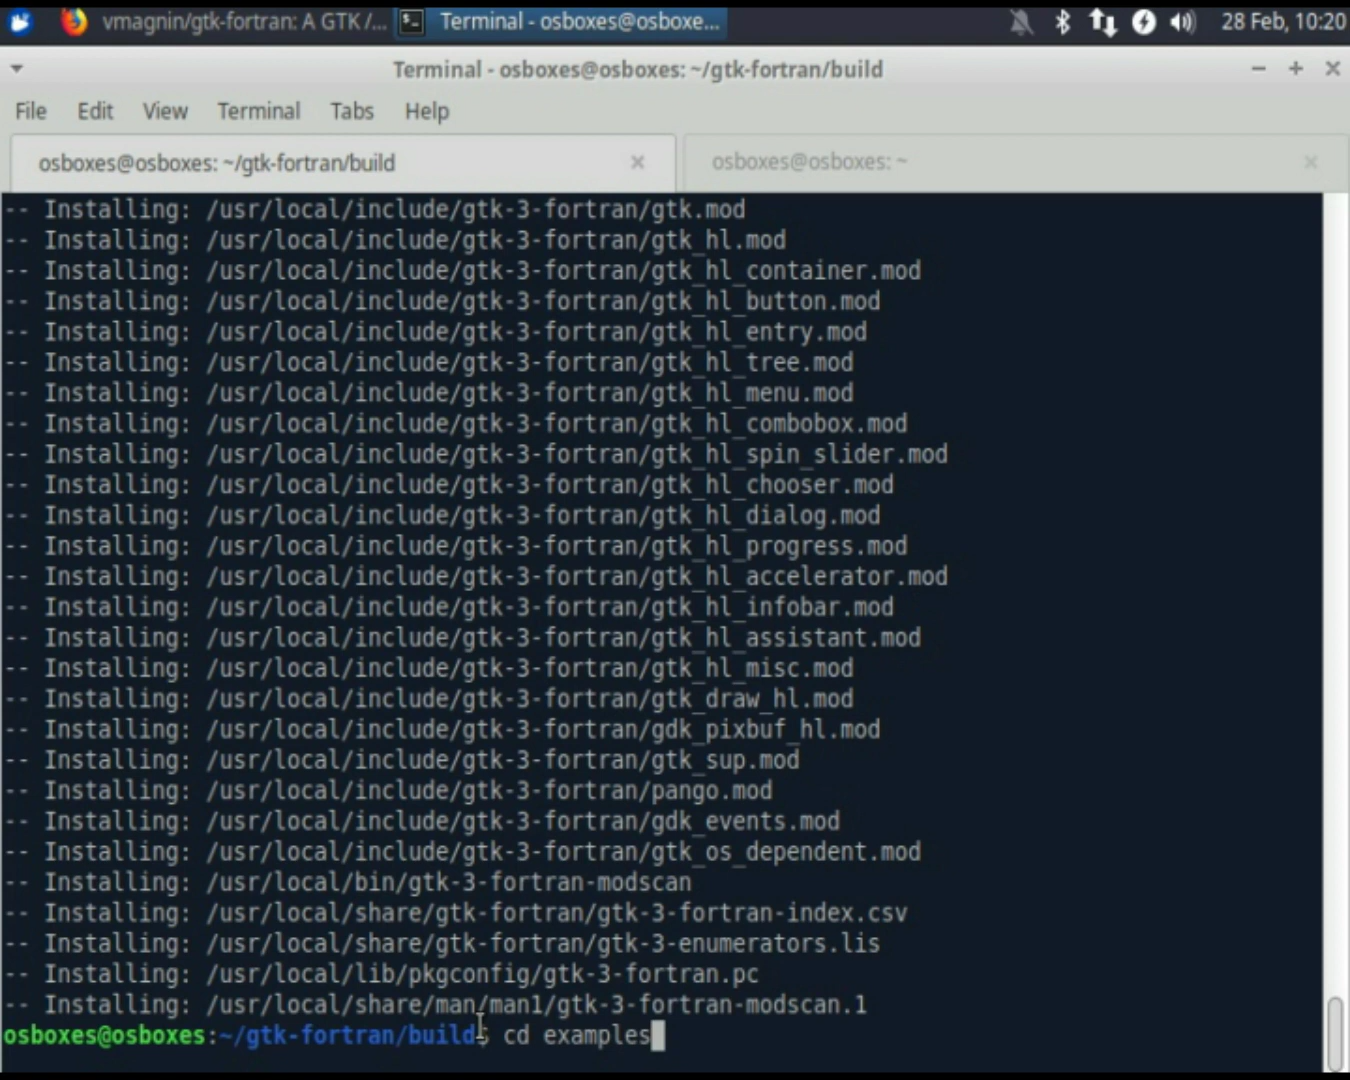 vmagnin/gtk-fortran: A GTK /... Terminal - osboxes@osboxe... 28 Feb, 10:20
Terminal - osboxes@osboxes: ~/gtk-fortran/build
File Edit View Terminal Tabs Help
osboxes@osboxes: ~/gtk-fortran/build osboxes@osboxes: ~
-- Installing: /usr/local/include/gtk-3-fortran/gtk.mod
-- Installing: /usr/local/include/gtk-3-fortran/gtk_hl.mod
-- Installing: /usr/local/include/gtk-3-fortran/gtk_hl_container.mod
-- Installing: /usr/local/include/gtk-3-fortran/gtk_hl_button.mod
-- Installing: /usr/local/include/gtk-3-fortran/gtk_hl_entry.mod
-- Installing: /usr/local/include/gtk-3-fortran/gtk_hl_tree.mod
-- Installing: /usr/local/include/gtk-3-fortran/gtk_hl_menu.mod
-- Installing: /usr/local/include/gtk-3-fortran/gtk_hl_combobox.mod
-- Installing: /usr/local/include/gtk-3-fortran/gtk_hl_spin_slider.mod
-- Installing: /usr/local/include/gtk-3-fortran/gtk_hl_chooser.mod
-- Installing: /usr/local/include/gtk-3-fortran/gtk_hl_dialog.mod
-- Installing: /usr/local/include/gtk-3-fortran/gtk_hl_progress.mod
-- Installing: /usr/local/include/gtk-3-fortran/gtk_hl_accelerator.mod
-- Installing: /usr/local/include/gtk-3-fortran/gtk_hl_infobar.mod
-- Installing: /usr/local/include/gtk-3-fortran/gtk_hl_assistant.mod
-- Installing: /usr/local/include/gtk-3-fortran/gtk_hl_misc.mod
-- Installing: /usr/local/include/gtk-3-fortran/gtk_draw_hl.mod
-- Installing: /usr/local/include/gtk-3-fortran/gdk_pixbuf_hl.mod
-- Installing: /usr/local/include/gtk-3-fortran/gtk_sup.mod
-- Installing: /usr/local/include/gtk-3-fortran/pango.mod
-- Installing: /usr/local/include/gtk-3-fortran/gdk_events.mod
-- Installing: /usr/local/include/gtk-3-fortran/gtk_os_dependent.mod
-- Installing: /usr/local/bin/gtk-3-fortran-modscan
-- Installing: /usr/local/share/gtk-fortran/gtk-3-fortran-index.csv
-- Installing: /usr/local/share/gtk-fortran/gtk-3-enumerators.lis
-- Installing: /usr/local/lib/pkgconfig/gtk-3-fortran.pc
-- Installing: /usr/local/share/man/man1/gtk-3-fortran-modscan.1
osboxes@osboxes:~/gtk-fortran/build$ cd examples